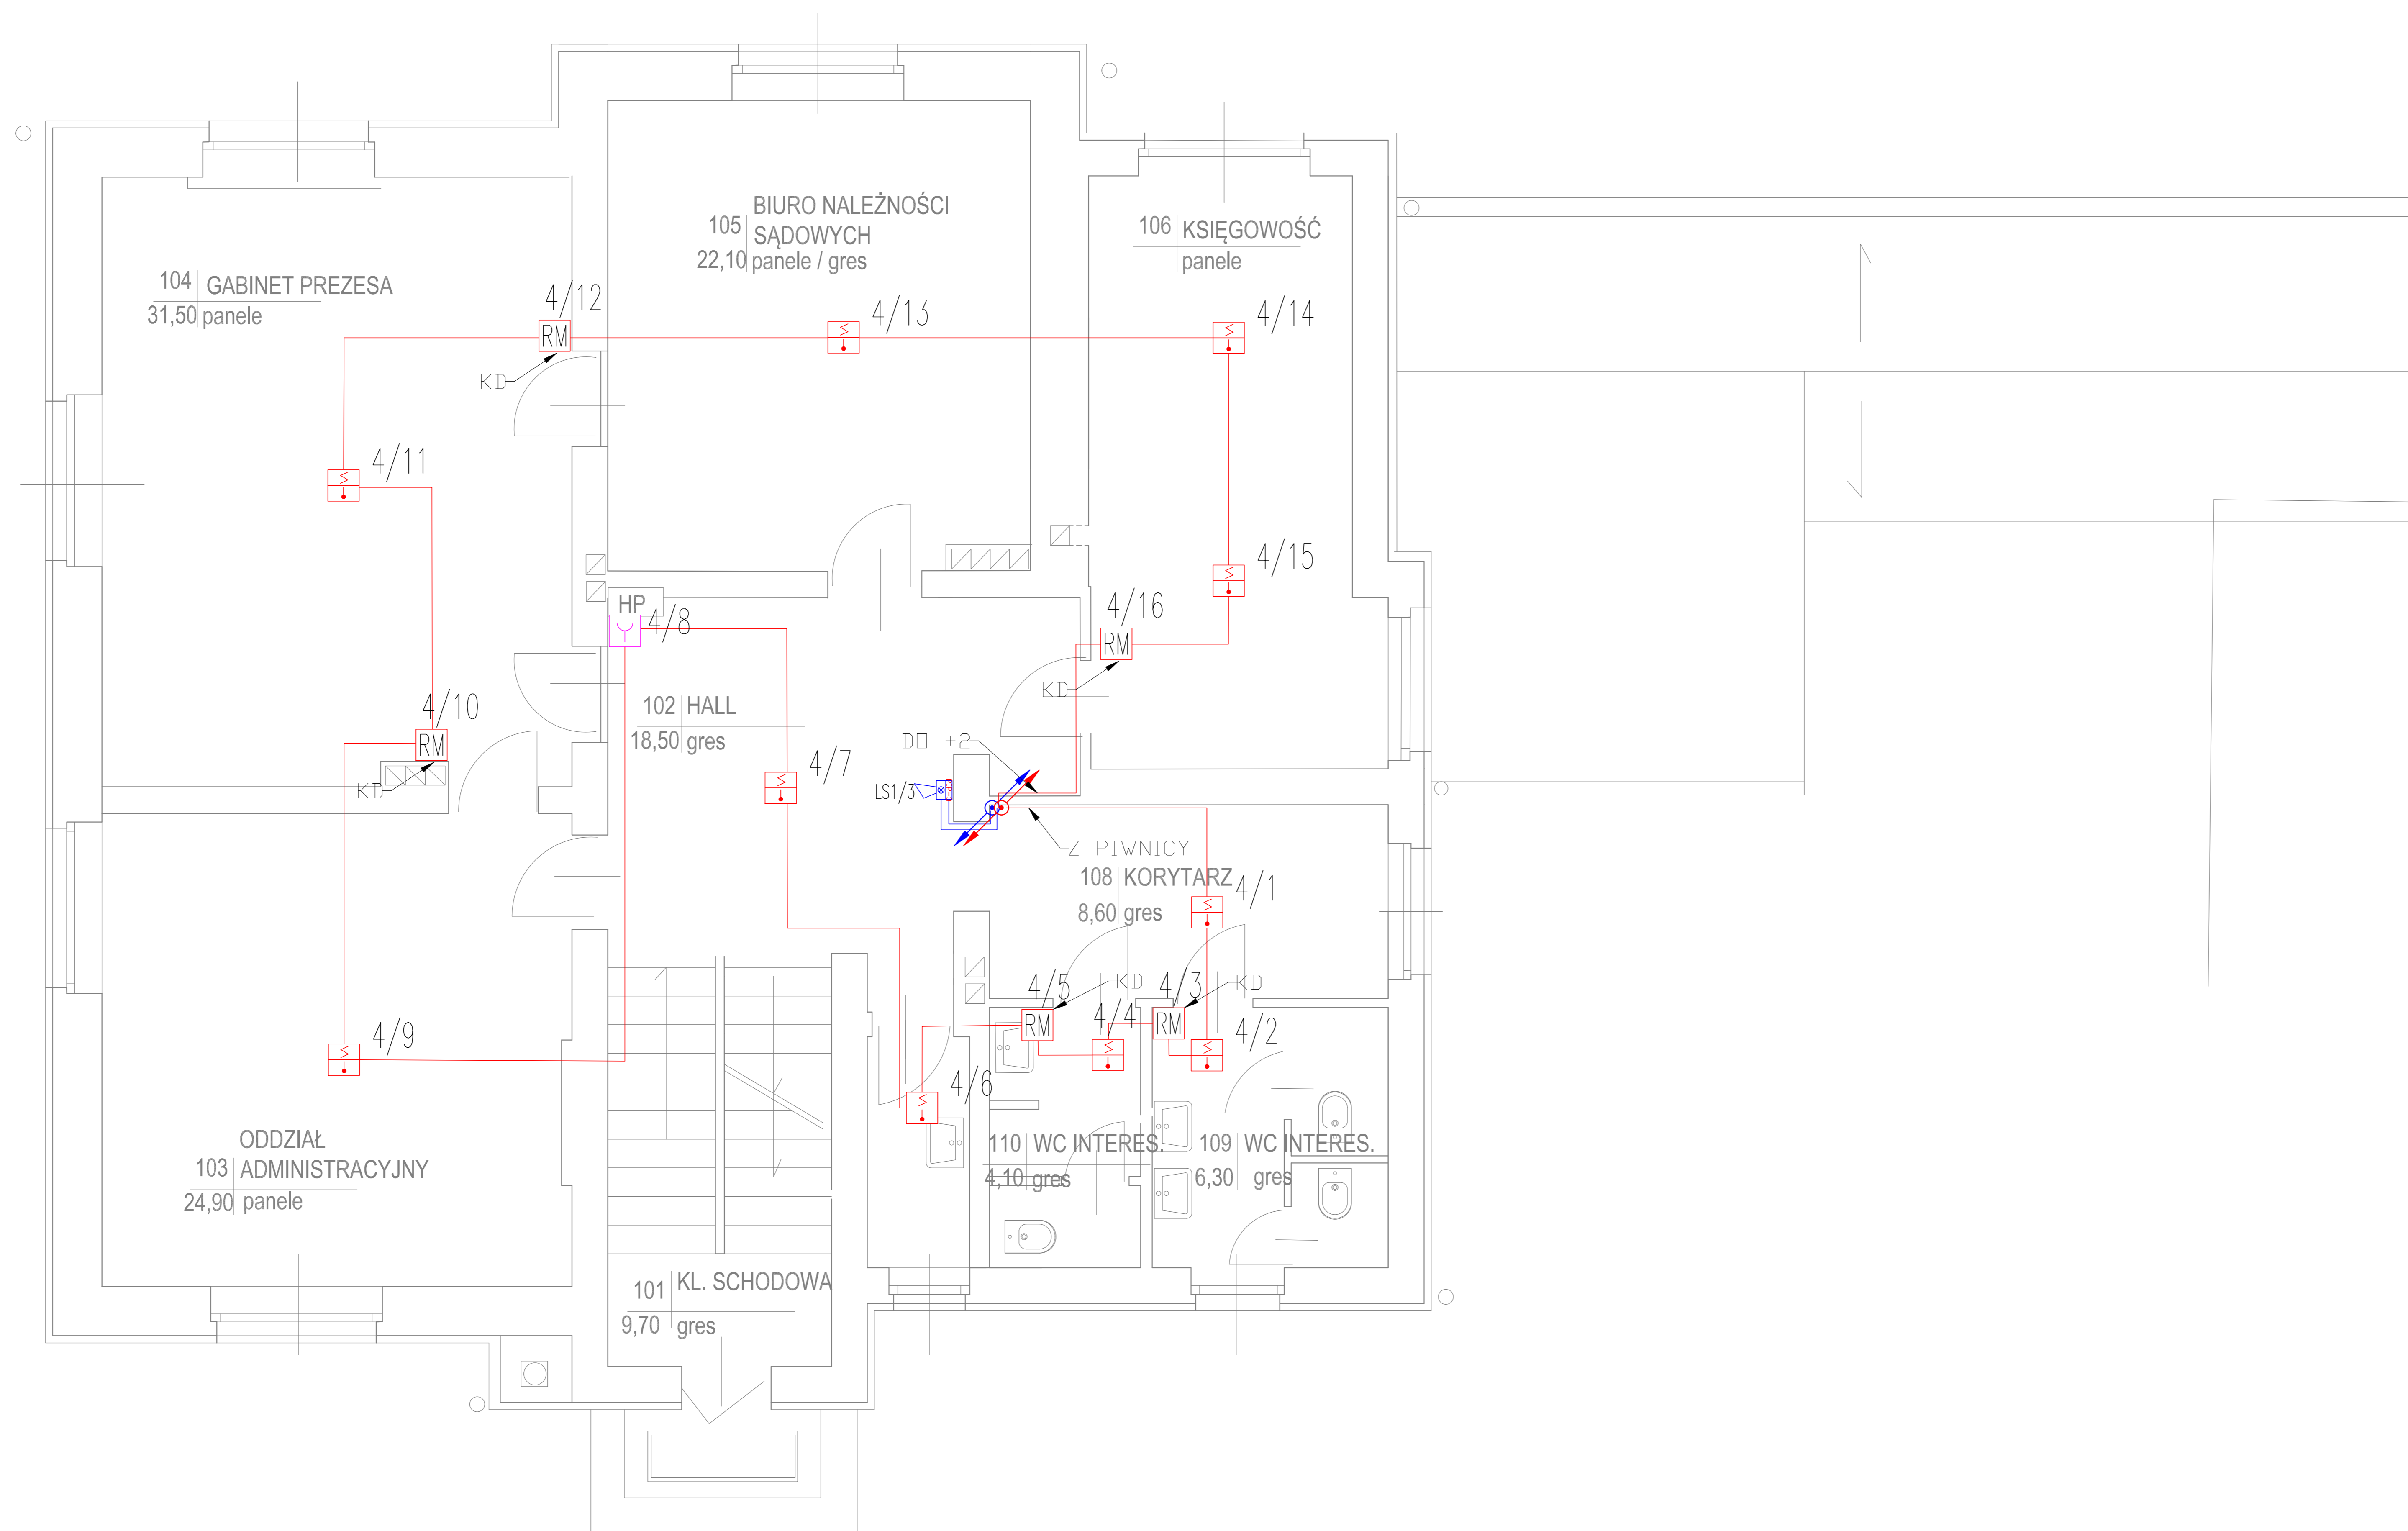 BIURO NALEŻNOŚCI
105 SĄDOWYCH
22,10 panele / gres
106 KSIĘGOWOŚĆ
panele
104 GABINET PREZESA
31,50 panele
4/12
RM
KD
4/13
4/14
4/11
4/15
4/16
RM
KD
HP
4/8
4/10
RM
KD
102 HALL
18,50 gres
4/7
DO +2
LS1/3
Z PIWNICY
108 KORYTARZ
8,60 gres
4/1
4/5
KD
RM
4/4
4/3
KD
RM
4/2
4/9
4/6
ODDZIAŁ
103 ADMINISTRACYJNY
24,90 panele
110 WC INTERES.
4,10 gres
109 WC INTERES.
6,30 gres
101 KL. SCHODOWA
9,70 gres